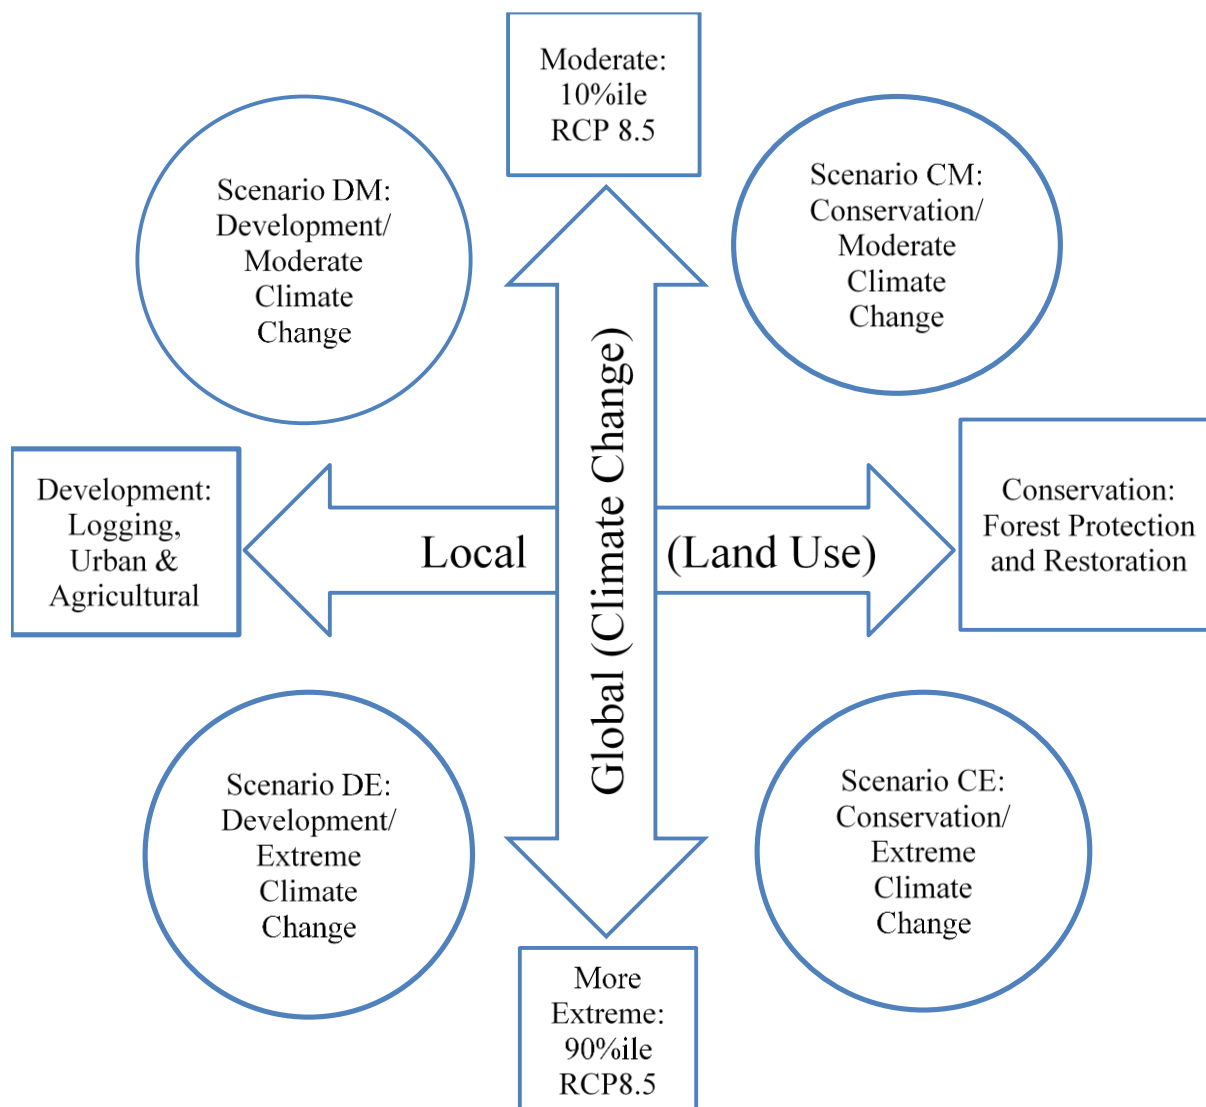 Moderate:
10%ile
RCP 8.5
Scenario DM:
Development/
Moderate
Climate
Change
Scenario CM:
Conservation/
Moderate
Climate
Change
Development:
Logging,
Urban &
Agricultural
Local (Land Use)
Global (Climate Change)
Conservation:
Forest Protection
and Restoration
Scenario DE:
Development/
Extreme
Climate
Change
Scenario CE:
Conservation/
Extreme
Climate
Change
More
Extreme:
90%ile
RCP8.5